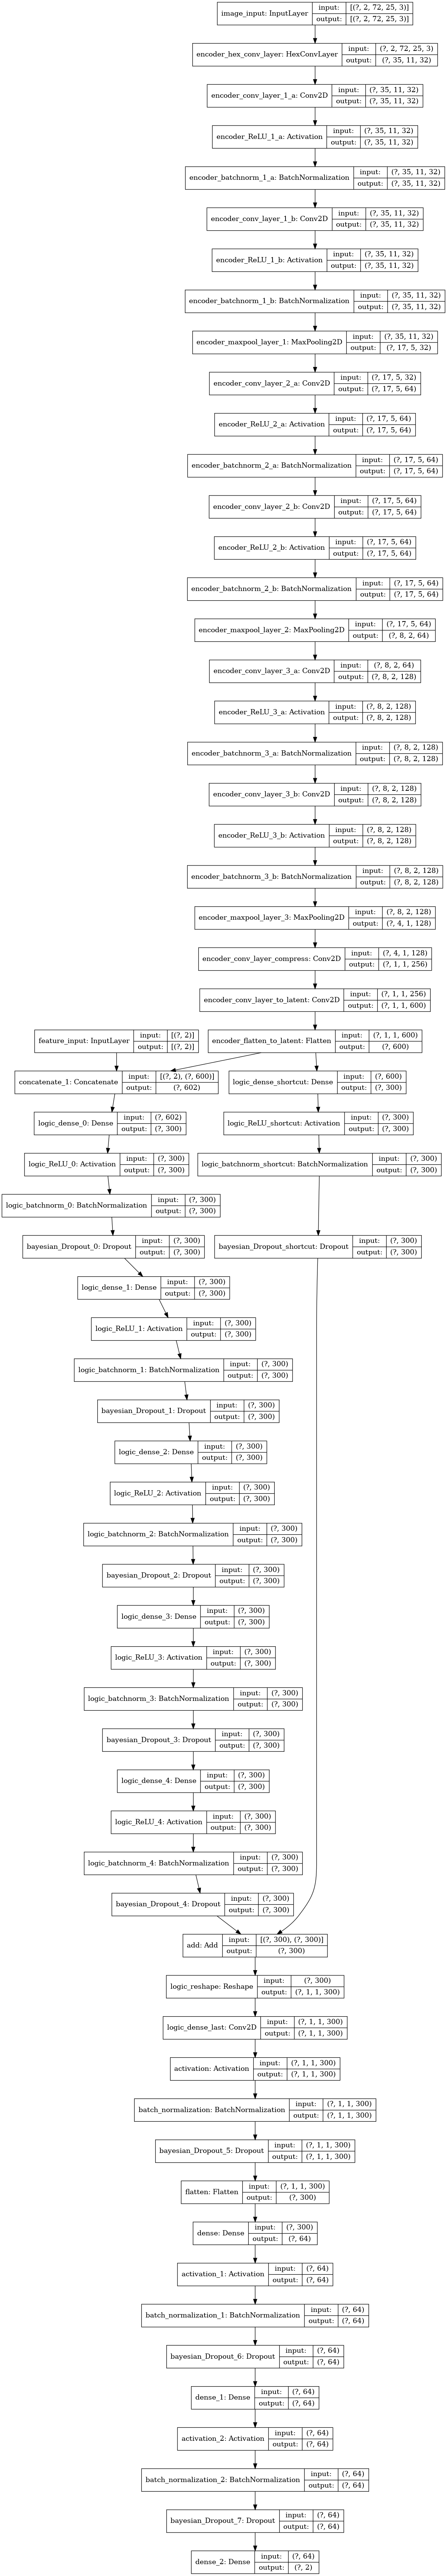 image_input: InputLayer input: [(?, 2, 72, 25, 3)]
output: [(?, 2, 72, 25, 3)]
encoder_hex_conv_layer: HexConvLayer input: (?, 2, 72, 25, 3)
output: (?, 35, 11, 32)
encoder_conv_layer_1_a: Conv2D input: (?, 35, 11, 32)
output: (?, 35, 11, 32)
encoder_ReLU_1_a: Activation input: (?, 35, 11, 32)
output: (?, 35, 11, 32)
encoder_batchnorm_1_a: BatchNormalization input: (?, 35, 11, 32)
output: (?, 35, 11, 32)
encoder_conv_layer_1_b: Conv2D input: (?, 35, 11, 32)
output: (?, 35, 11, 32)
encoder_ReLU_1_b: Activation input: (?, 35, 11, 32)
output: (?, 35, 11, 32)
encoder_batchnorm_1_b: BatchNormalization input: (?, 35, 11, 32)
output: (?, 35, 11, 32)
encoder_maxpool_layer_1: MaxPooling2D input: (?, 35, 11, 32)
output: (?, 17, 5, 32)
encoder_conv_layer_2_a: Conv2D input: (?, 17, 5, 32)
output: (?, 17, 5, 64)
encoder_ReLU_2_a: Activation input: (?, 17, 5, 64)
output: (?, 17, 5, 64)
encoder_batchnorm_2_a: BatchNormalization input: (?, 17, 5, 64)
output: (?, 17, 5, 64)
encoder_conv_layer_2_b: Conv2D input: (?, 17, 5, 64)
output: (?, 17, 5, 64)
encoder_ReLU_2_b: Activation input: (?, 17, 5, 64)
output: (?, 17, 5, 64)
encoder_batchnorm_2_b: BatchNormalization input: (?, 17, 5, 64)
output: (?, 17, 5, 64)
encoder_maxpool_layer_2: MaxPooling2D input: (?, 17, 5, 64)
output: (?, 8, 2, 64)
encoder_conv_layer_3_a: Conv2D input: (?, 8, 2, 64)
output: (?, 8, 2, 128)
encoder_ReLU_3_a: Activation input: (?, 8, 2, 128)
output: (?, 8, 2, 128)
encoder_batchnorm_3_a: BatchNormalization input: (?, 8, 2, 128)
output: (?, 8, 2, 128)
encoder_conv_layer_3_b: Conv2D input: (?, 8, 2, 128)
output: (?, 8, 2, 128)
encoder_ReLU_3_b: Activation input: (?, 8, 2, 128)
output: (?, 8, 2, 128)
encoder_batchnorm_3_b: BatchNormalization input: (?, 8, 2, 128)
output: (?, 8, 2, 128)
encoder_maxpool_layer_3: MaxPooling2D input: (?, 8, 2, 128)
output: (?, 4, 1, 128)
encoder_conv_layer_compress: Conv2D input: (?, 4, 1, 128)
output: (?, 1, 1, 256)
encoder_conv_layer_to_latent: Conv2D input: (?, 1, 1, 256)
output: (?, 1, 1, 600)
feature_input: InputLayer input: [(?, 2)]
output: [(?, 2)]
encoder_flatten_to_latent: Flatten input: (?, 1, 1, 600)
output: (?, 600)
concatenate_1: Concatenate input: [(?, 2), (?, 600)]
output: (?, 602)
logic_dense_shortcut: Dense input: (?, 600)
output: (?, 300)
logic_dense_0: Dense input: (?, 602)
output: (?, 300)
logic_ReLU_shortcut: Activation input: (?, 300)
output: (?, 300)
logic_ReLU_0: Activation input: (?, 300)
output: (?, 300)
logic_batchnorm_shortcut: BatchNormalization input: (?, 300)
output: (?, 300)
logic_batchnorm_0: BatchNormalization input: (?, 300)
output: (?, 300)
bayesian_Dropout_0: Dropout input: (?, 300)
output: (?, 300)
bayesian_Dropout_shortcut: Dropout input: (?, 300)
output: (?, 300)
logic_dense_1: Dense input: (?, 300)
output: (?, 300)
logic_ReLU_1: Activation input: (?, 300)
output: (?, 300)
logic_batchnorm_1: BatchNormalization input: (?, 300)
output: (?, 300)
bayesian_Dropout_1: Dropout input: (?, 300)
output: (?, 300)
logic_dense_2: Dense input: (?, 300)
output: (?, 300)
logic_ReLU_2: Activation input: (?, 300)
output: (?, 300)
logic_batchnorm_2: BatchNormalization input: (?, 300)
output: (?, 300)
bayesian_Dropout_2: Dropout input: (?, 300)
output: (?, 300)
logic_dense_3: Dense input: (?, 300)
output: (?, 300)
logic_ReLU_3: Activation input: (?, 300)
output: (?, 300)
logic_batchnorm_3: BatchNormalization input: (?, 300)
output: (?, 300)
bayesian_Dropout_3: Dropout input: (?, 300)
output: (?, 300)
logic_dense_4: Dense input: (?, 300)
output: (?, 300)
logic_ReLU_4: Activation input: (?, 300)
output: (?, 300)
logic_batchnorm_4: BatchNormalization input: (?, 300)
output: (?, 300)
bayesian_Dropout_4: Dropout input: (?, 300)
output: (?, 300)
add: Add input: [(?, 300), (?, 300)]
output: (?, 300)
logic_reshape: Reshape input: (?, 300)
output: (?, 1, 1, 300)
logic_dense_last: Conv2D input: (?, 1, 1, 300)
output: (?, 1, 1, 300)
activation: Activation input: (?, 1, 1, 300)
output: (?, 1, 1, 300)
batch_normalization: BatchNormalization input: (?, 1, 1, 300)
output: (?, 1, 1, 300)
bayesian_Dropout_5: Dropout input: (?, 1, 1, 300)
output: (?, 1, 1, 300)
flatten: Flatten input: (?, 1, 1, 300)
output: (?, 300)
dense: Dense input: (?, 300)
output: (?, 64)
activation_1: Activation input: (?, 64)
output: (?, 64)
batch_normalization_1: BatchNormalization input: (?, 64)
output: (?, 64)
bayesian_Dropout_6: Dropout input: (?, 64)
output: (?, 64)
dense_1: Dense input: (?, 64)
output: (?, 64)
activation_2: Activation input: (?, 64)
output: (?, 64)
batch_normalization_2: BatchNormalization input: (?, 64)
output: (?, 64)
bayesian_Dropout_7: Dropout input: (?, 64)
output: (?, 64)
dense_2: Dense input: (?, 64)
output: (?, 2)